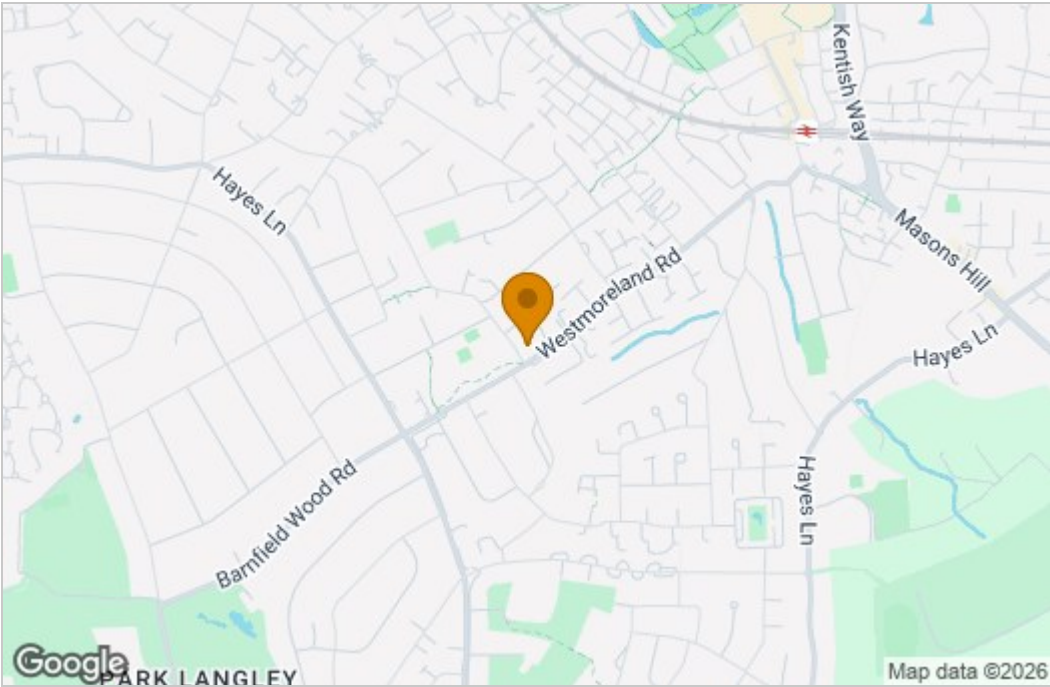 Kentish Way
Hayes Ln
Masons Hill
Westmoreland Rd
Hayes Ln
Barnfield Wood Rd
Hayes Ln
PARK LANGLEY
Google
Map data ©2026